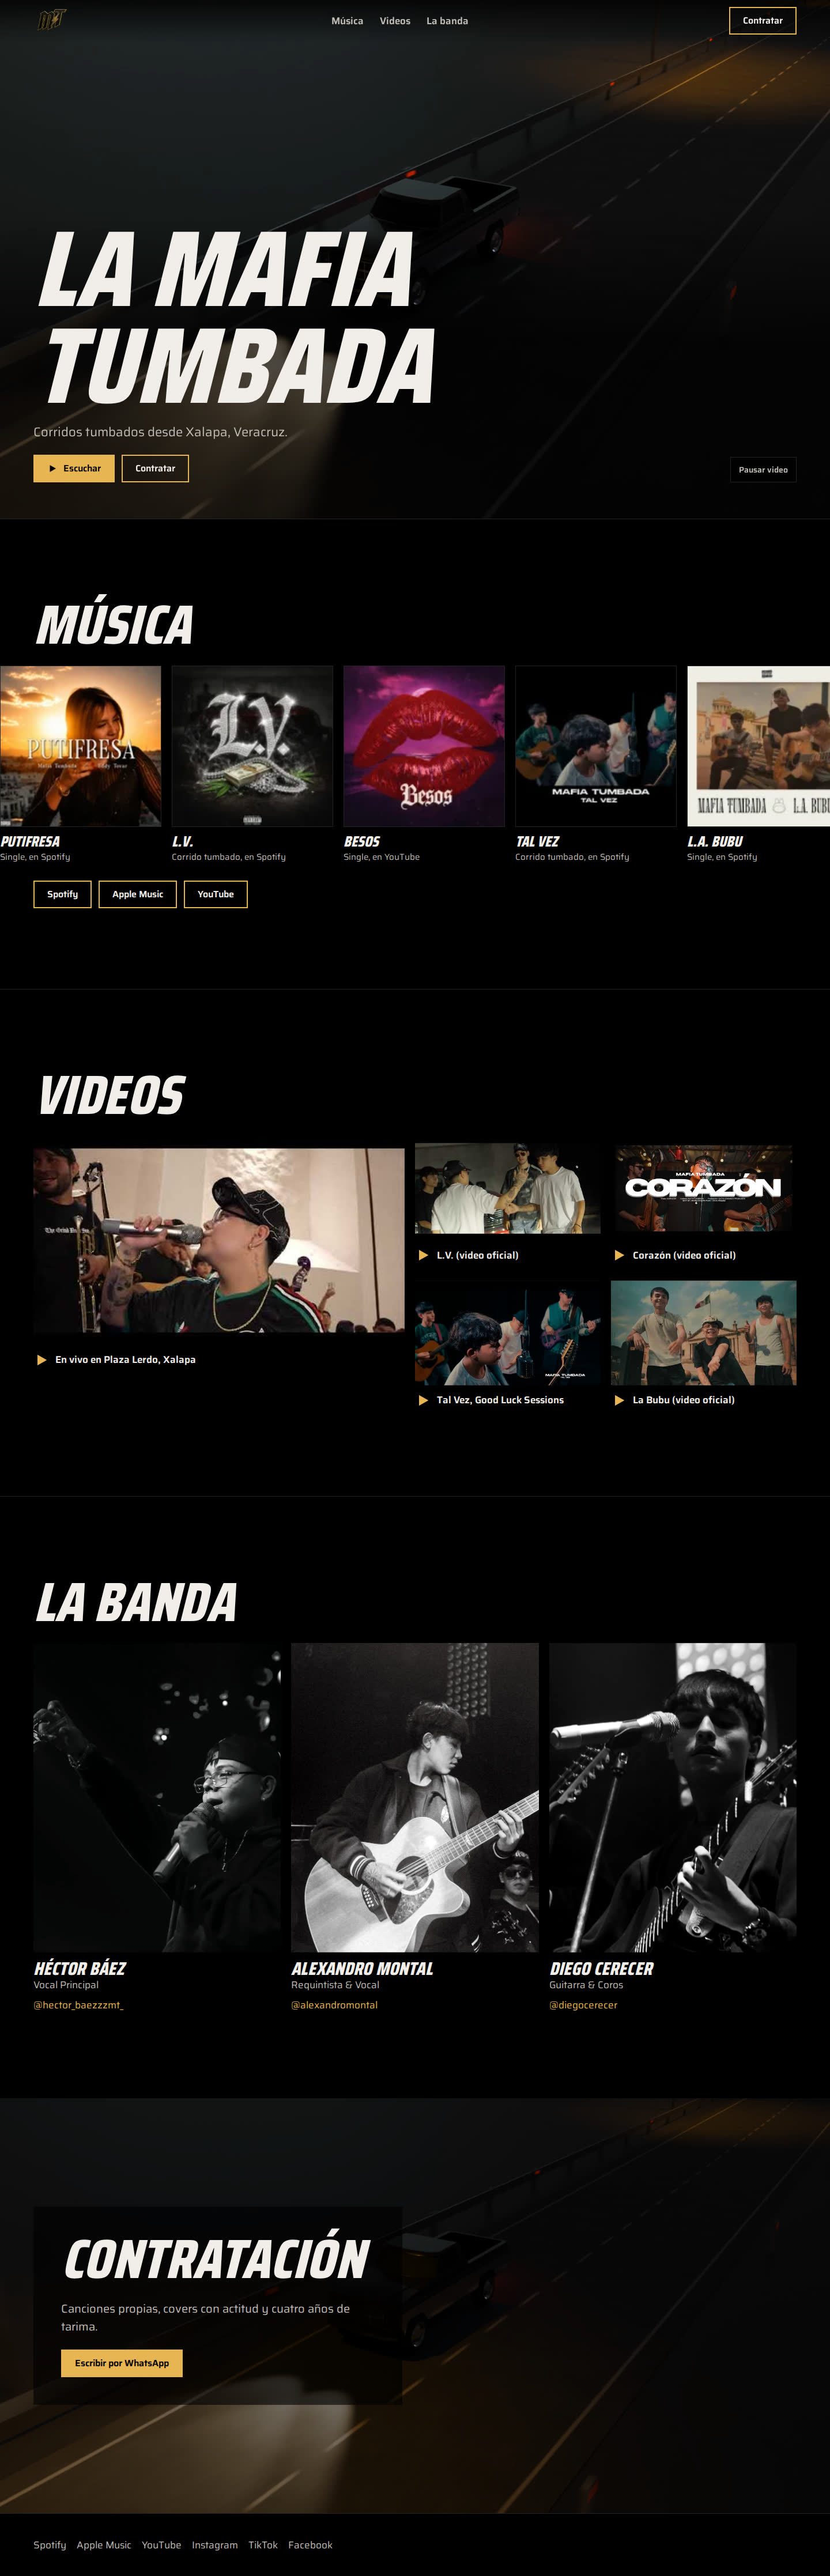 MT
Música Videos La banda
Contratar
LA MAFIA
TUMBADA
Corridos tumbados desde Xalapa, Veracruz.
Escuchar
Contratar
Pausar video
MÚSICA
PUTIFRESA
L.V.
Besos
MAFIA TUMBADA
TAL VEZ
MAFIA TUMBADA L.A. BUBU
PUTIFRESA
Single, en Spotify
L.V.
Corrido tumbado, en Spotify
BESOS
Single, en YouTube
TAL VEZ
Corrido tumbado, en Spotify
L.A. BUBU
Single, en Spotify
Spotify
Apple Music
YouTube
VIDEOS
MAFIA TUMBADA
CORAZÓN
En vivo en Plaza Lerdo, Xalapa
L.V. (video oficial)
Corazón (video oficial)
MAFIA TUMBADA
Tal Vez, Good Luck Sessions
La Bubu (video oficial)
LA BANDA
HÉCTOR BÁEZ
Vocal Principal
@hector_baezzzmt_
ALEXANDRO MONTAL
Requintista & Vocal
@alexandromontal
DIEGO CERECER
Guitarra & Coros
@diegocerecer
CONTRATACIÓN
Canciones propias, covers con actitud y cuatro años de
tarima.
Escribir por WhatsApp
Spotify Apple Music YouTube Instagram TikTok Facebook